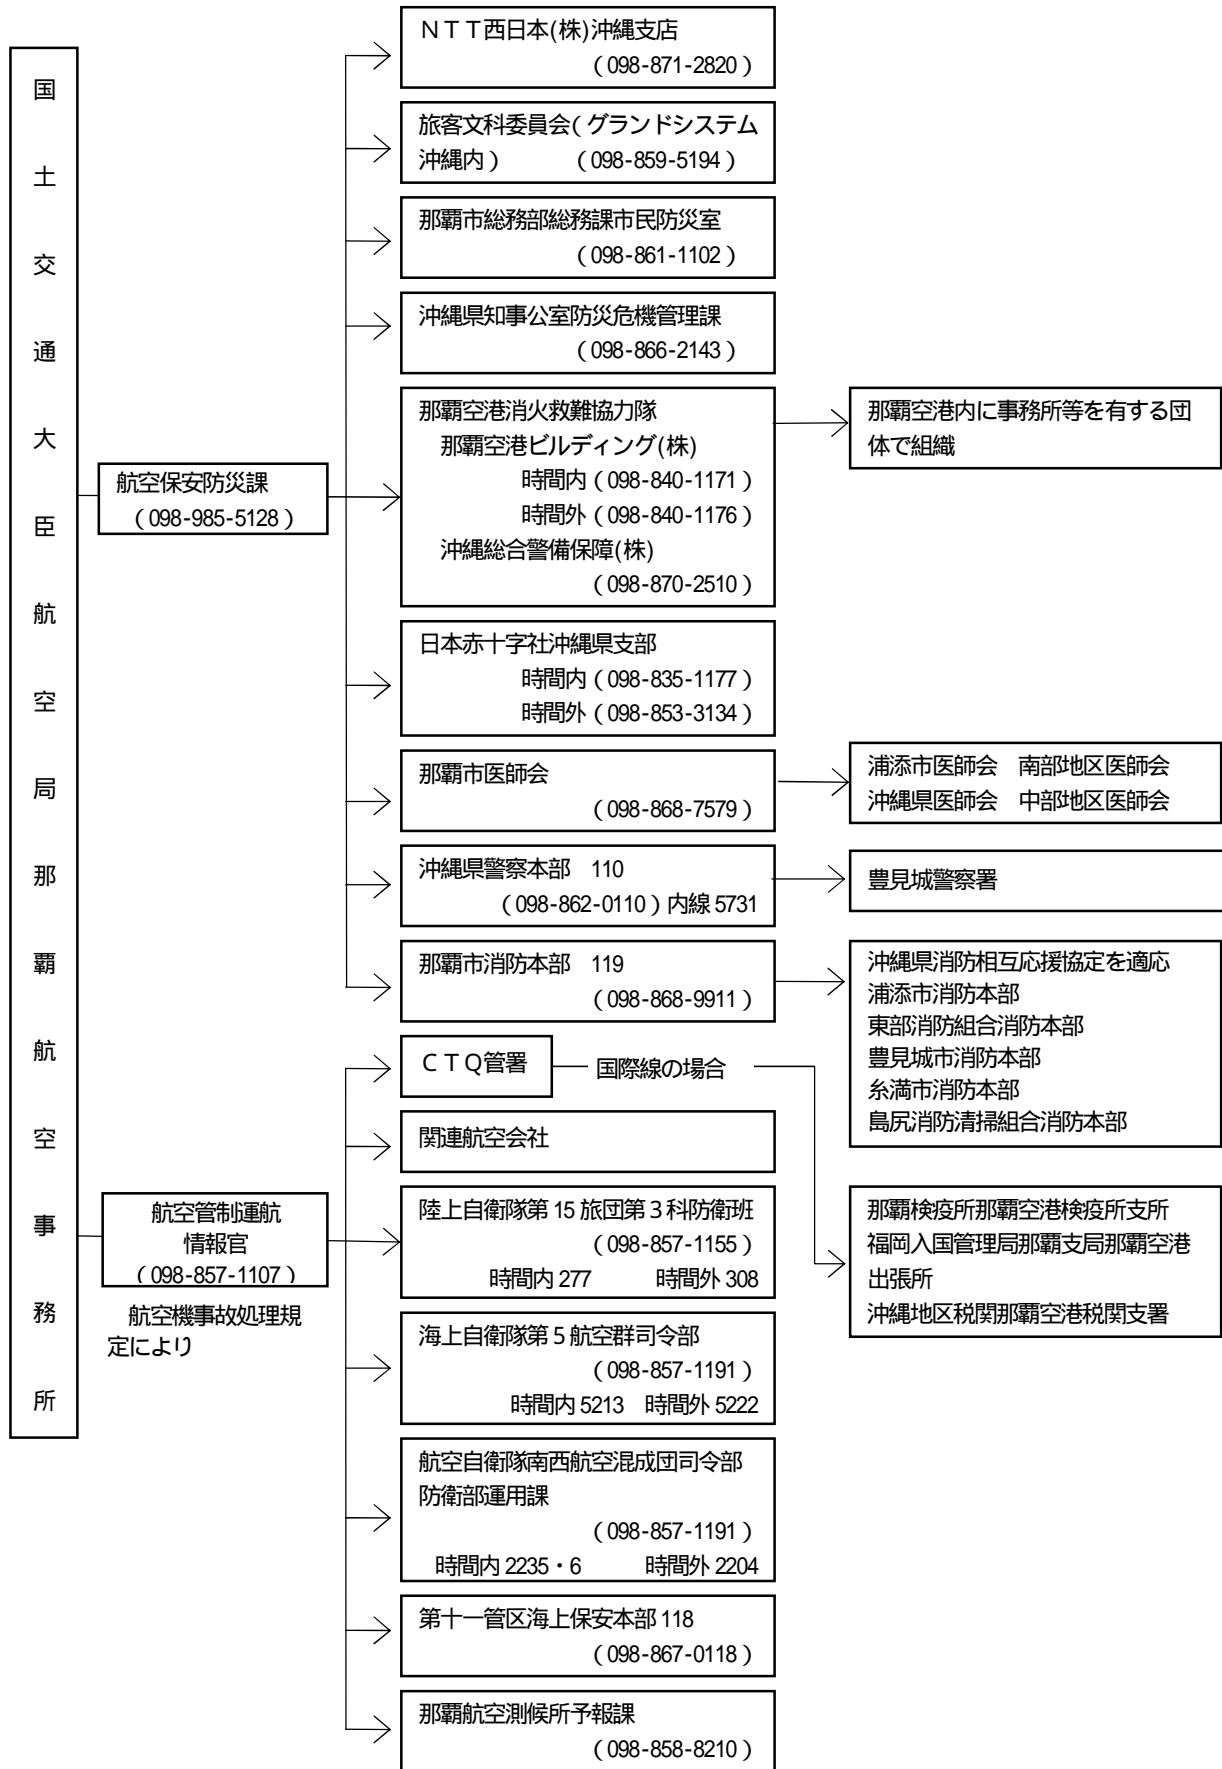 国土交通大臣航空局那覇航空事務所
航空保安防災課
（098-985-5128）
ＮＴＴ西日本(株)沖縄支店
（098-871-2820）
旅客文科委員会（グランドシステム
沖縄内）　（098-859-5194）
那覇市総務部総務課市民防災室
（098-861-1102）
沖縄県知事公室防災危機管理課
（098-866-2143）
那覇空港消火救難協力隊
那覇空港ビルディング(株)
時間内（098-840-1171）
時間外（098-840-1176）
沖縄総合警備保障(株)
（098-870-2510）
那覇空港内に事務所等を有する団
体で組織
日本赤十字社沖縄県支部
時間内（098-835-1177）
時間外（098-853-3134）
那覇市医師会
（098-868-7579）
浦添市医師会　南部地区医師会
沖縄県医師会　中部地区医師会
沖縄県警察本部　110
（098-862-0110）内線 5731
豊見城警察署
那覇市消防本部　119
（098-868-9911）
沖縄県消防相互応援協定を適応
浦添市消防本部
東部消防組合消防本部
豊見城市消防本部
糸満市消防本部
島尻消防清掃組合消防本部
航空管制運航
情報官
（098-857-1107）
航空機事故処理規
定により
ＣＴＱ管署
国際線の場合
那覇検疫所那覇空港検疫所支所
福岡入国管理局那覇支局那覇空港
出張所
沖縄地区税関那覇空港税関支署
関連航空会社
陸上自衛隊第 15 旅団第３科防衛班
（098-857-1155）
時間内 277　時間外 308
海上自衛隊第５航空群司令部
（098-857-1191）
時間内 5213　時間外 5222
航空自衛隊南西航空混成団司令部
防衛部運用課
（098-857-1191）
時間内 2235・6　時間外 2204
第十一管区海上保安本部 118
（098-867-0118）
那覇航空測候所予報課
（098-858-8210）